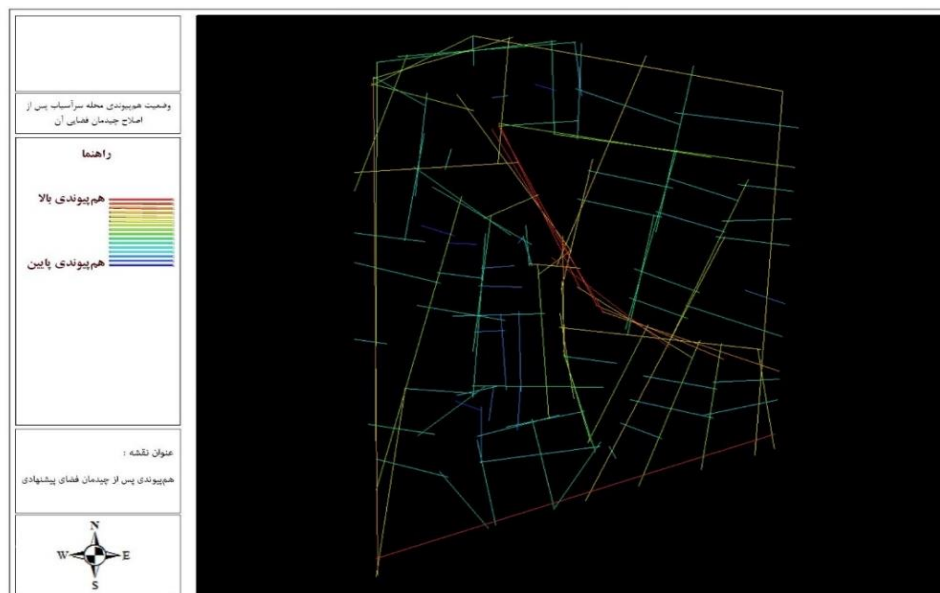 وضعیت هم‌پیوندی محله سرآسیاب پس از
اصلاح چیدمان فضایی آن
راهنما
هم‌پیوندی بالا
هم‌پیوندی پایین
عنوان نقشه :
هم‌پیوندی پس از چیدمان فضای پیشنهادی
N
W E
S